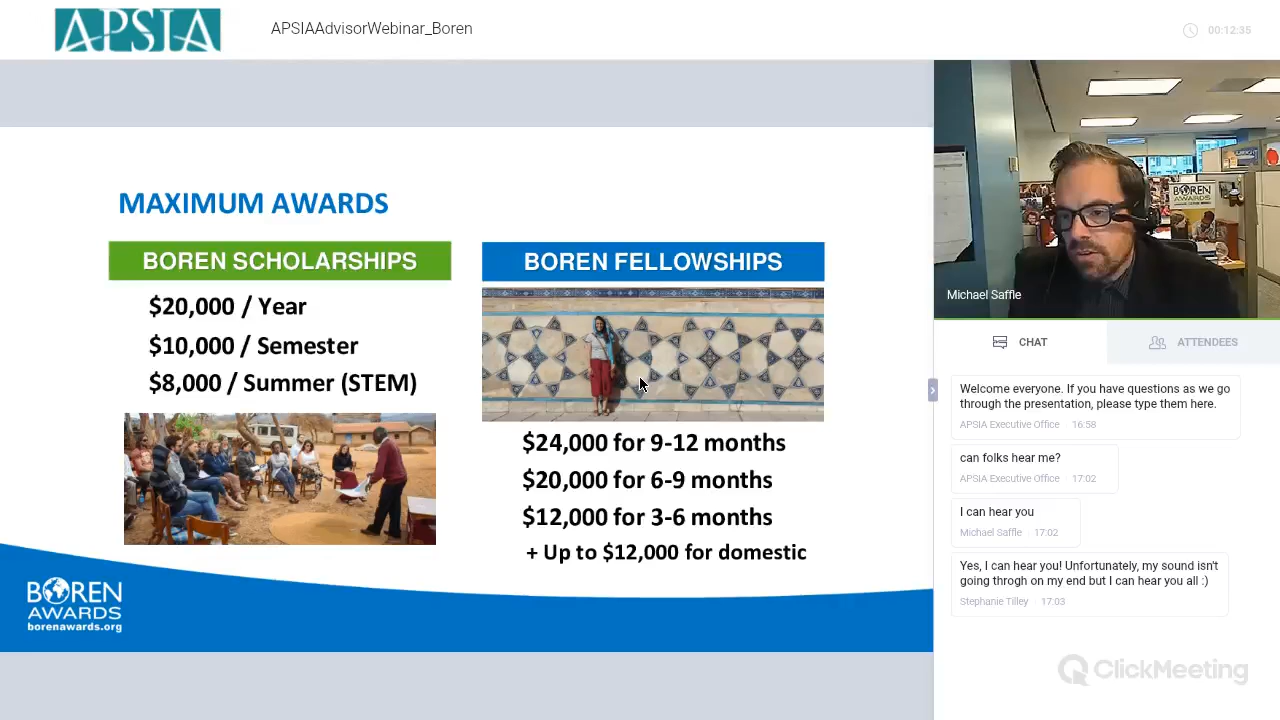 APSIA
APSIAAdvisorWebinar_Boren
00:12:35
MAXIMUM AWARDS
BOREN SCHOLARSHIPS
$20,000 / Year
$10,000 / Semester
$8,000 / Summer (STEM)
BOREN FELLOWSHIPS
$24,000 for 9-12 months
$20,000 for 6-9 months
$12,000 for 3-6 months
+ Up to $12,000 for domestic
BOREN
AWARDS
borenawards.org
BOREN
AWARDS
Michael Saffle
CHAT
ATTENDEES
Welcome everyone. If you have questions as we go
through the presentation, please type them here.
APSIA Executive Office · 16:58
can folks hear me?
APSIA Executive Office · 17:02
I can hear you
Michael Saffle · 17:02
Yes, I can hear you! Unfortunately, my sound isn't
going throgh on my end but I can hear you all :)
Stephanie Tilley · 17:03
ClickMeeting